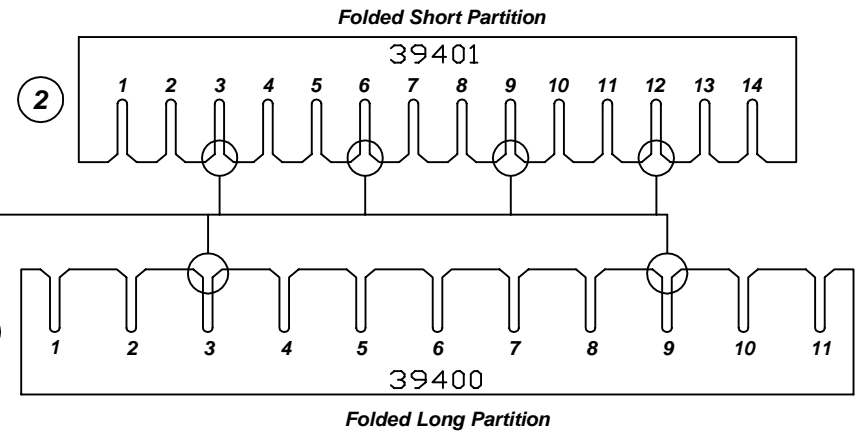 Folded Short Partition
39401
2
1 2 3 4 5 6 7 8 9 10 11 12 13 14
1 2 3 4 5 6 7 8 9 10 11
39400
Folded Long Partition